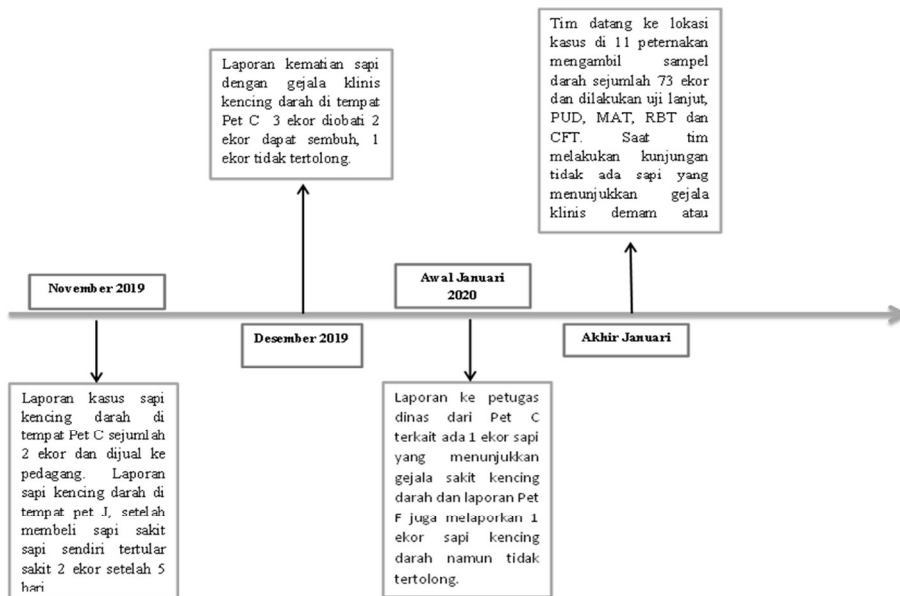 Laporan kematian sapi
dengan gejala klinis
kencing darah di tempat
Pet C 3 ekor diobati 2
ekor dapat sembuh, 1
ekor tidak tertolong.
Tim datang ke lokasi
kasus di 11 peternakan
mengambil sampel
darah sejumlah 73 ekor
dan dilakukan uji lanjut,
PUD, MAT, RBT dan
CFT. Saat tim
melakukan kunjungan
tidak ada sapi yang
menunjukkan gejala
klinis demam atau
November 2019
Desember 2019
Awal Januari
2020
Akhir Januari
Laporan kasus sapi
kencing darah di
tempat Pet C sejumlah
2 ekor dan dijual ke
pedagang. Laporan
sapi kencing darah di
tempat pet J, setelah
membeli sapi sakit
sapi sendiri tertular
sakit 2 ekor setelah 5
hari
Laporan ke petugas
dinas dari Pet C
terkait ada 1 ekor sapi
yang menunjukkan
gejala sakit kencing
darah dan laporan Pet
F juga melaporkan 1
ekor sapi kencing
darah namun tidak
tertolong.